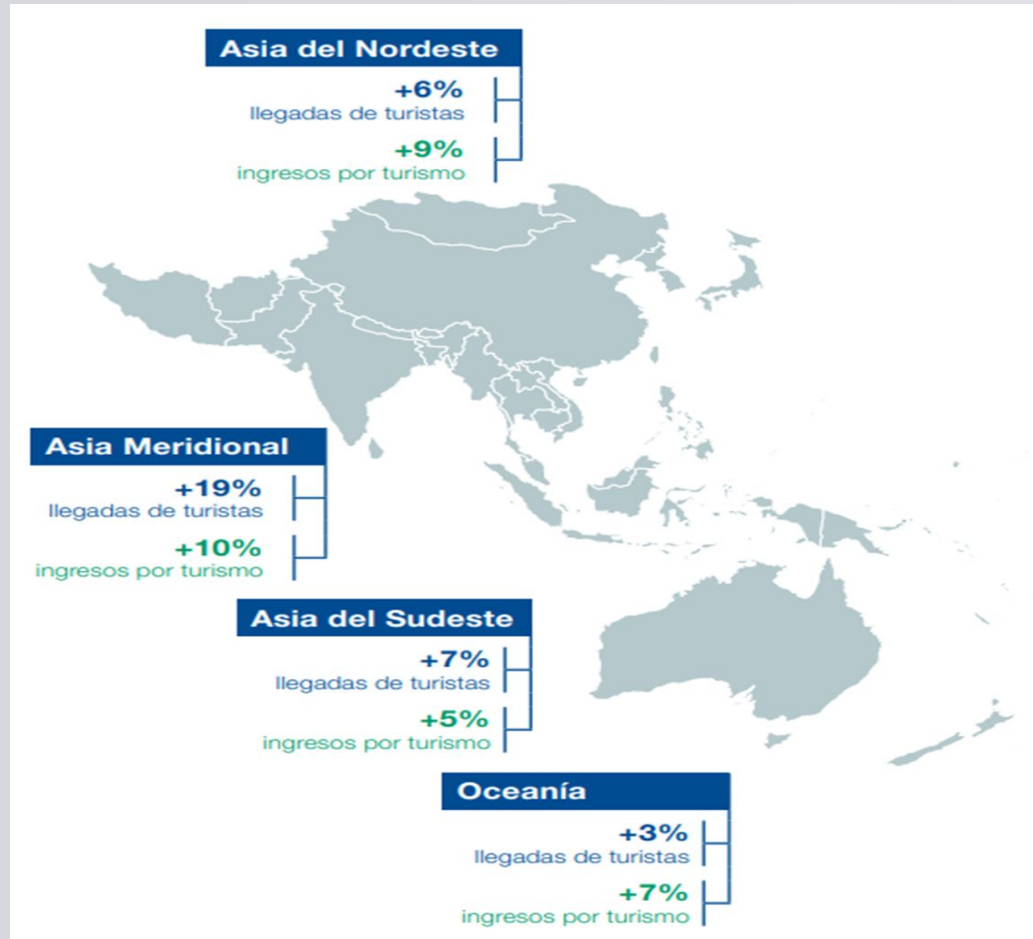 Asia del Nordeste
+6%
llegadas de turistas
+9%
ingresos por turismo
Asia Meridional
+19%
llegadas de turistas
+10%
ingresos por turismo
Asia del Sudeste
+7%
llegadas de turistas
+5%
ingresos por turismo
Oceanía
+3%
llegadas de turistas
+7%
ingresos por turismo